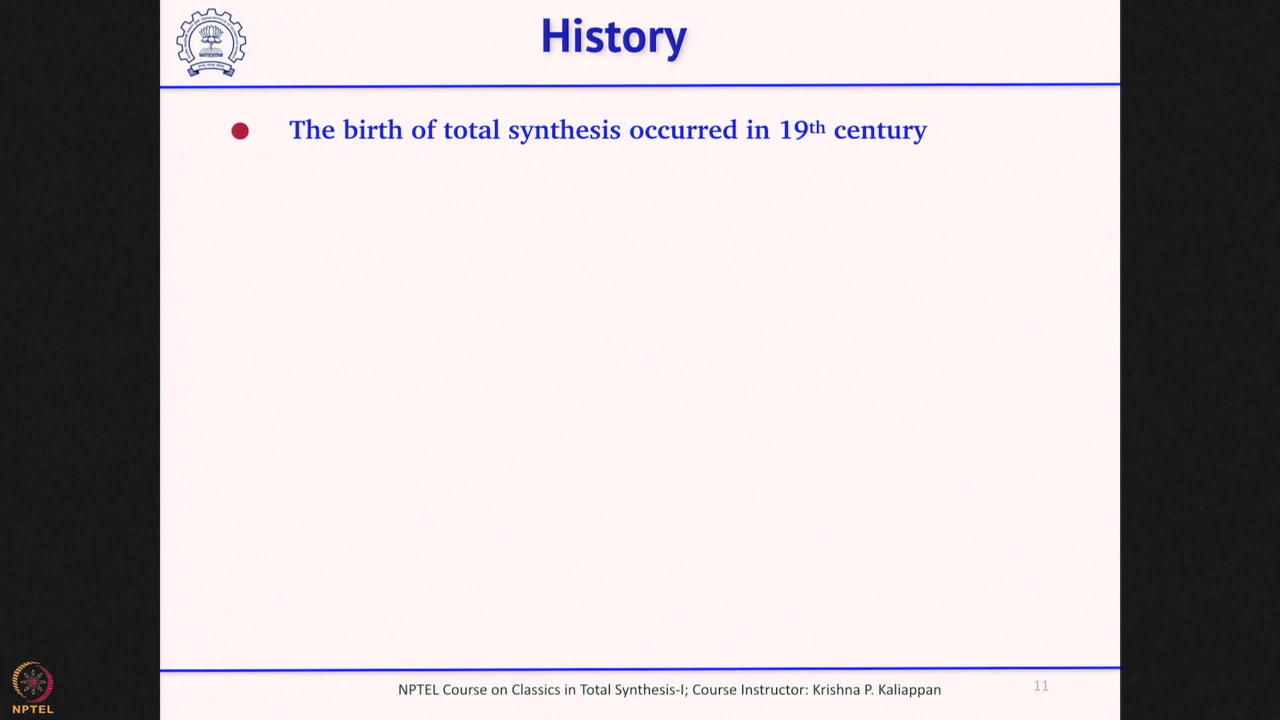 History
The birth of total synthesis occurred in 19th century
NPTEL Course on Classics in Total Synthesis-I; Course Instructor: Krishna P. Kaliappan
11
NPTEL